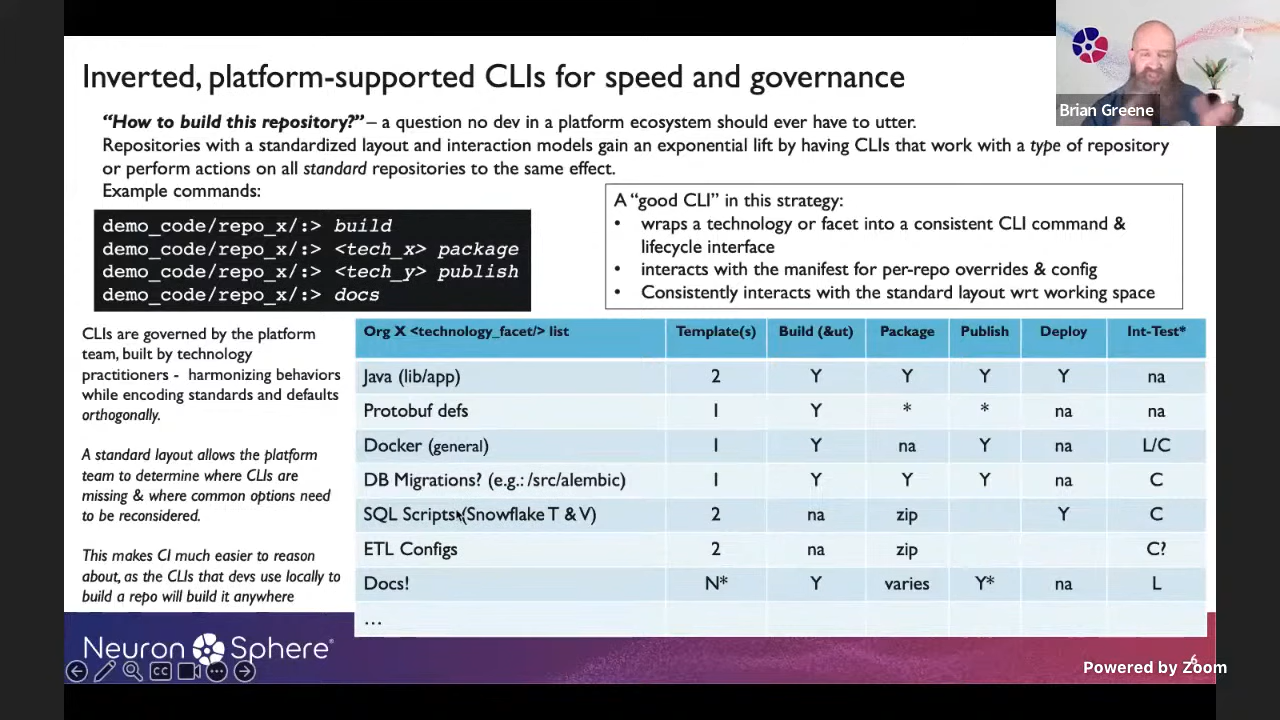 Inverted, platform-supported CLIs for speed and governance
Brian Greene
“How to build this repository?” – a question no dev in a platform ecosystem should ever have to utter.
Repositories with a standardized layout and interaction models gain an exponential lift by having CLIs that work with a type of repository
or perform actions on all standard repositories to the same effect.
Example commands:
demo_code/repo_x/:> build
demo_code/repo_x/:> <tech_x> package
demo_code/repo_x/:> <tech_y> publish
demo_code/repo_x/:> docs
A “good CLI” in this strategy:
• wraps a technology or facet into a consistent CLI command &
lifecycle interface
• interacts with the manifest for per-repo overrides & config
• Consistently interacts with the standard layout wrt working space
CLIs are governed by the platform
team, built by technology
practitioners - harmonizing behaviors
while encoding standards and defaults
orthogonally.
A standard layout allows the platform
team to determine where CLIs are
missing & where common options need
to be reconsidered.
This makes CI much easier to reason
about, as the CLIs that devs use locally to
build a repo will build it anywhere
Org X <technology_facet/> list Template(s) Build (&ut) Package Publish Deploy Int-Test*
Java (lib/app) 2 Y Y Y Y na
Protobuf defs 1 Y * * na na
Docker (general) 1 Y na Y na L/C
DB Migrations? (e.g.: /src/alembic) 1 Y Y Y na C
SQL Scripts (Snowflake T & V) 2 na zip Y C
ETL Configs 2 na zip C?
Docs! N* Y varies Y* na L
...
NeuronSphere®
CC
6
Powered by Zoom